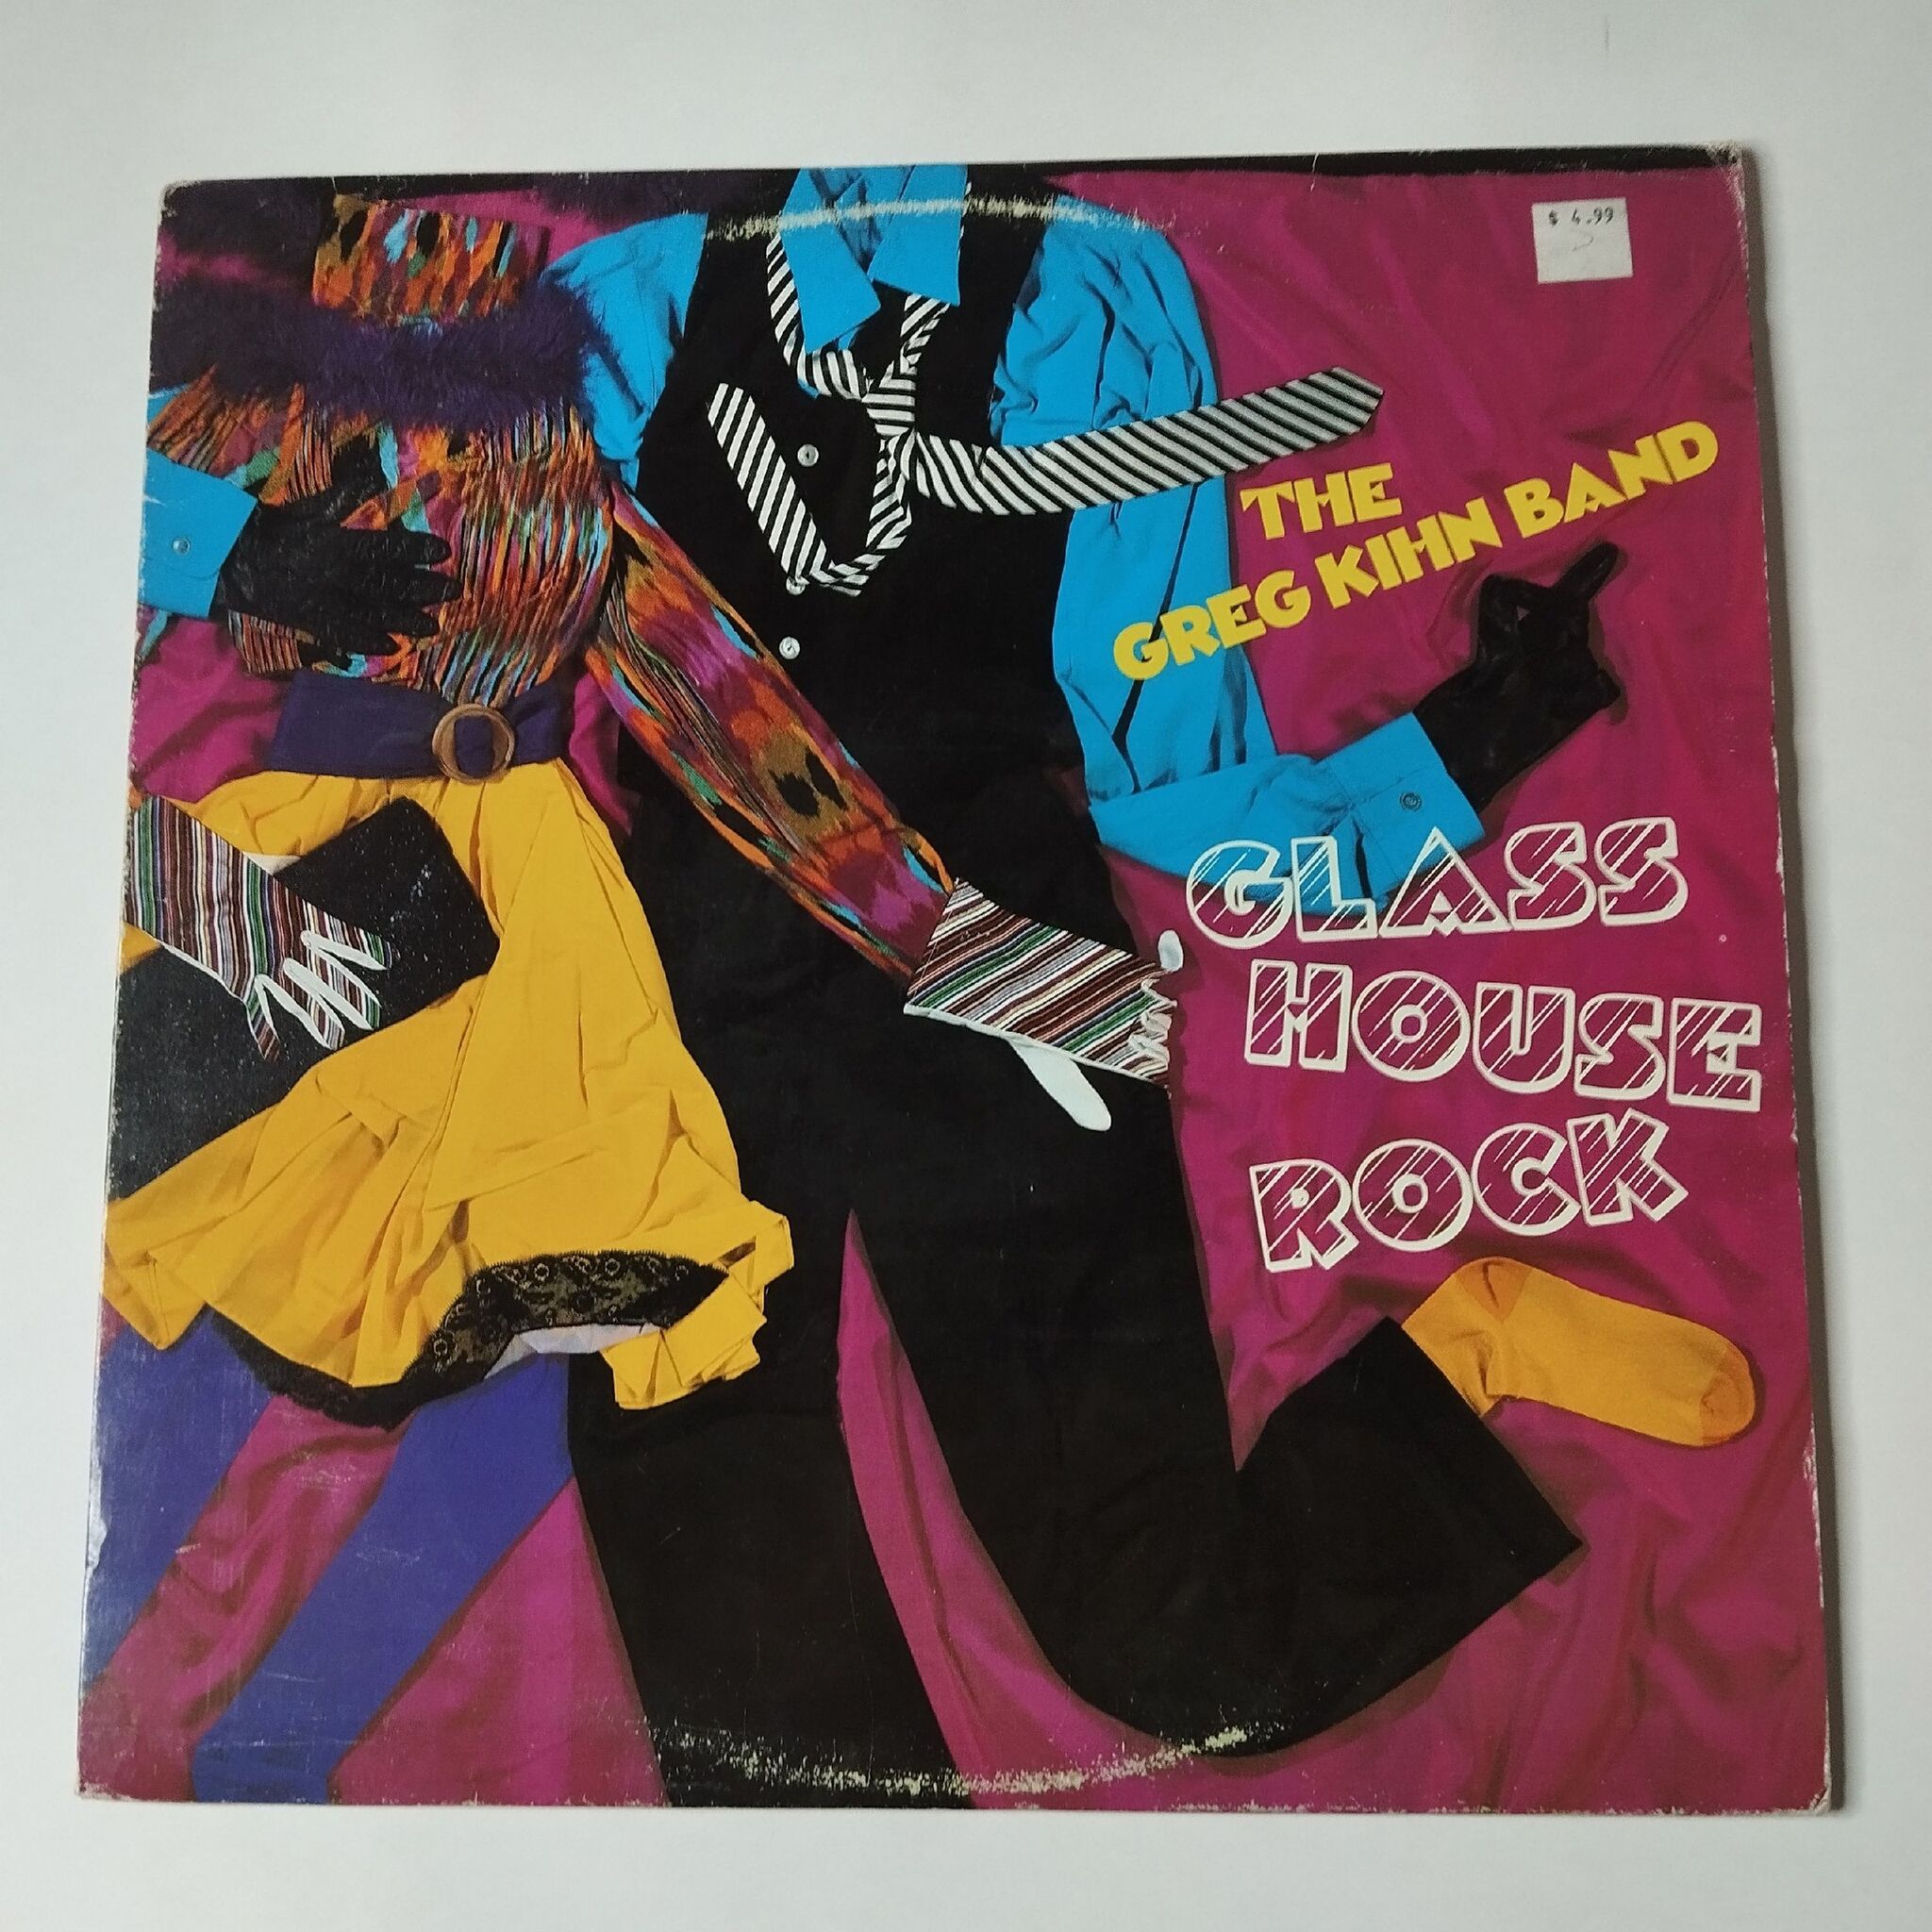 $ 4.99
THE
GREG KIHN BAND
GLASS
HOUSE
ROCK